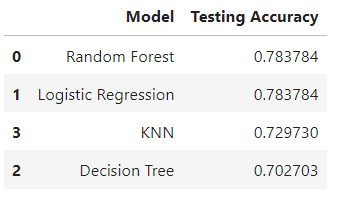 Model Testing Accuracy
0 Random Forest 0.783784
1 Logistic Regression 0.783784
3 KNN 0.729730
2 Decision Tree 0.702703